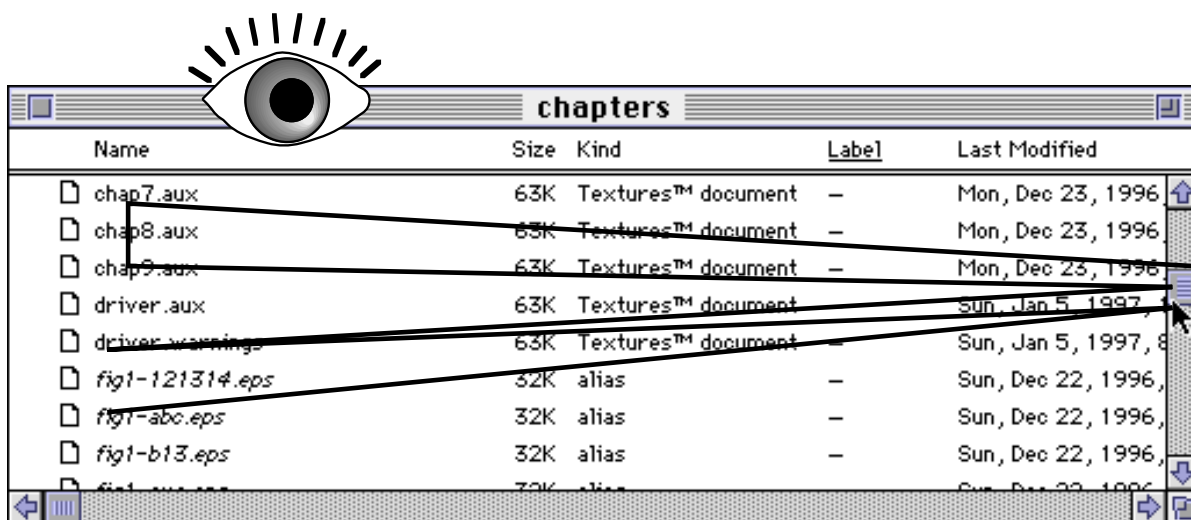 chapters
Name Size Kind Label Last Modified
chap7.aux 63K Textures™ document – Mon, Dec 23, 1996,
chap8.aux 63K Textures™ document – Mon, Dec 23, 1996,
chap9.aux 63K Textures™ document – Mon, Dec 23, 1996,
driver.aux 63K Textures™ document – Sun, Jan 5, 1997, 1
driver.warnings 63K Textures™ document – Sun, Jan 5, 1997, 8
fig1-121314.eps 32K alias – Sun, Dec 22, 1996,
fig1-abc.eps 32K alias – Sun, Dec 22, 1996,
fig1-b13.eps 32K alias – Sun, Dec 22, 1996,